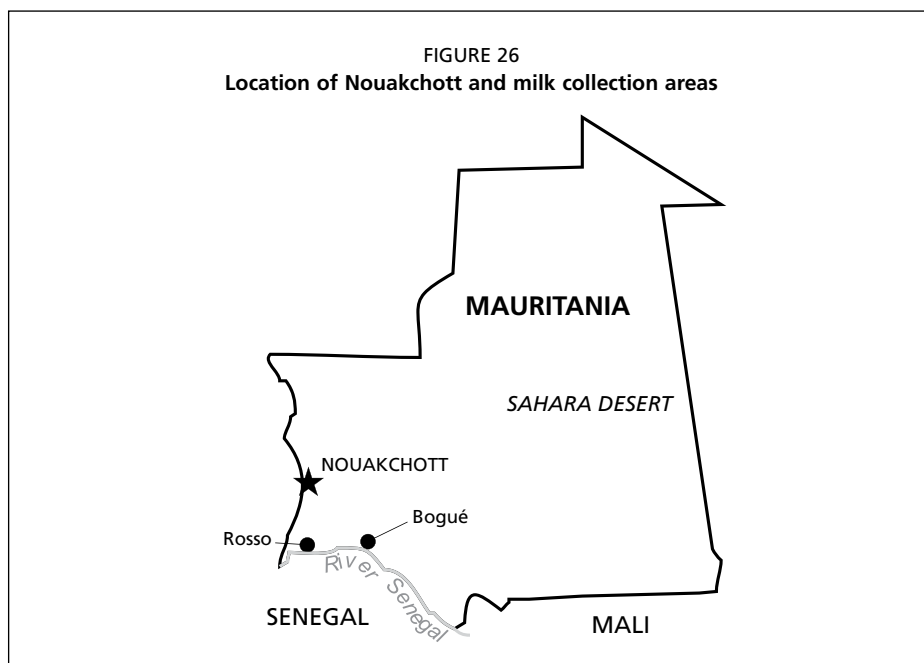 FIGURE 26
Location of Nouakchott and milk collection areas
MAURITANIA
SAHARA DESERT
NOUAKCHOTT
Bogué
Rosso
River Senegal
SENEGAL
MALI